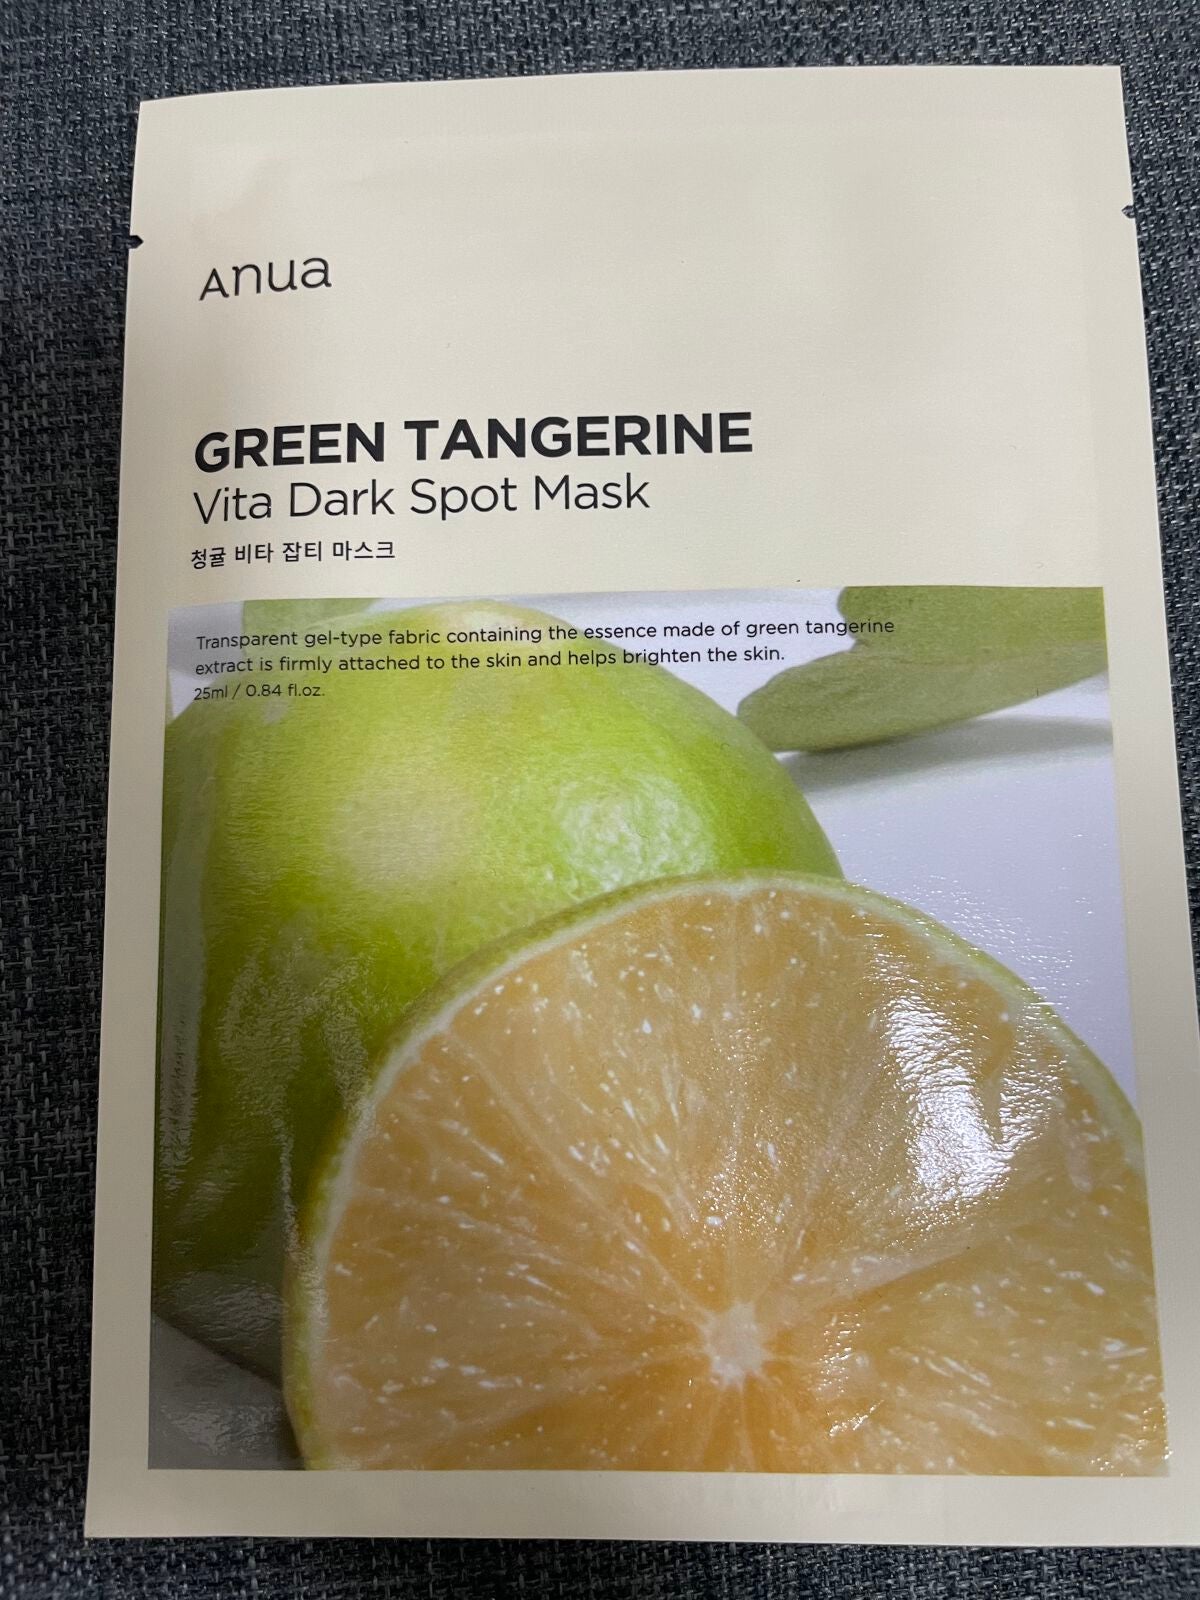 Anua
GREEN TANGERINE
Vita Dark Spot Mask
청귤 비타 잡티 마스크
Transparent gel-type fabric containing the essence made of green tangerine
extract is firmly attached to the skin and helps brighten the skin.
25ml / 0.84 fl.oz.